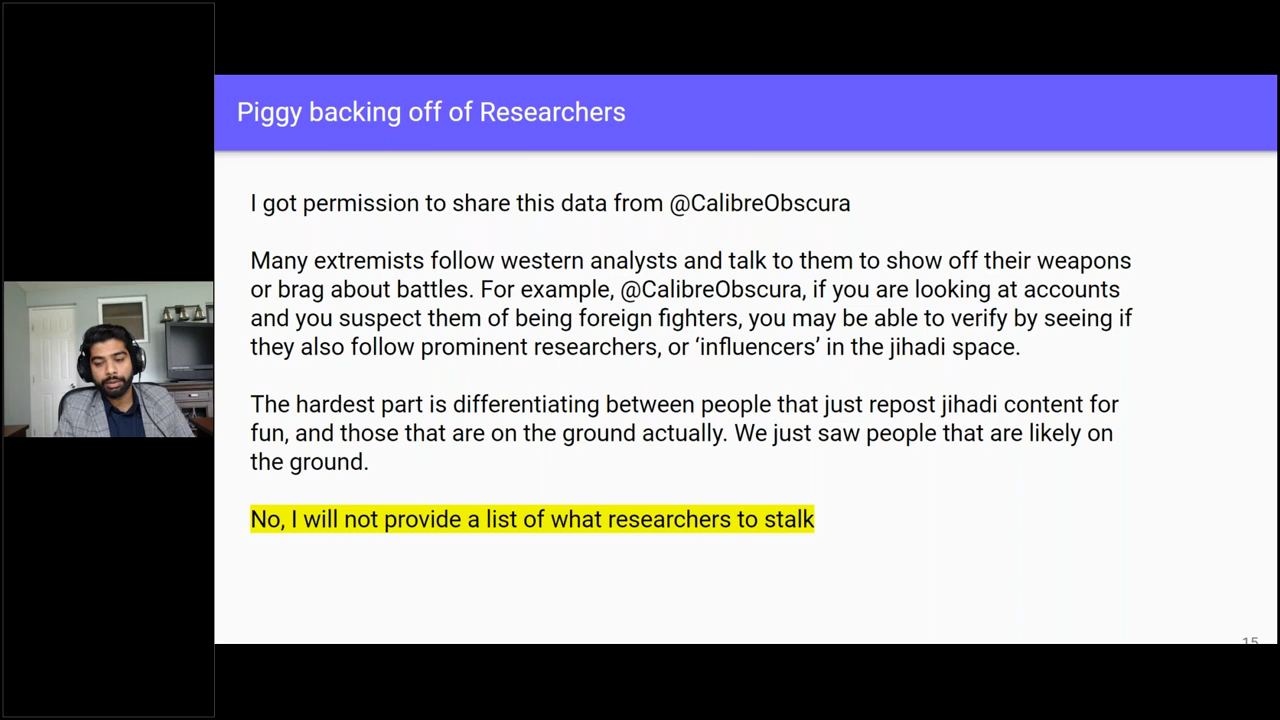 Piggy backing off of Researchers
I got permission to share this data from @CalibreObscura
Many extremists follow western analysts and talk to them to show off their weapons
or brag about battles. For example, @CalibreObscura, if you are looking at accounts
and you suspect them of being foreign fighters, you may be able to verify by seeing if
they also follow prominent researchers, or ‘influencers’ in the jihadi space.
The hardest part is differentiating between people that just repost jihadi content for
fun, and those that are on the ground actually. We just saw people that are likely on
the ground.
No, I will not provide a list of what researchers to stalk
15